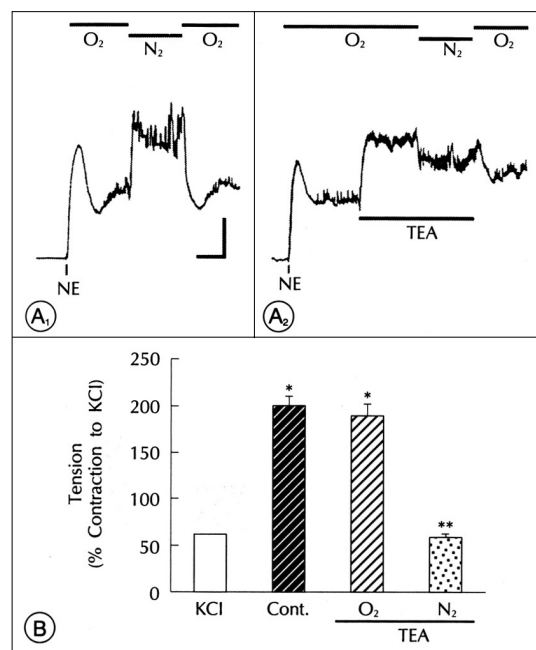 O₂ N₂ O₂
NE
A₁
O₂ N₂ O₂
TEA
NE
A₂
Tension
(% Contraction to KCl)
250
200
150
100
50
0
* * **
KCl Cont. O₂ N₂
TEA
B